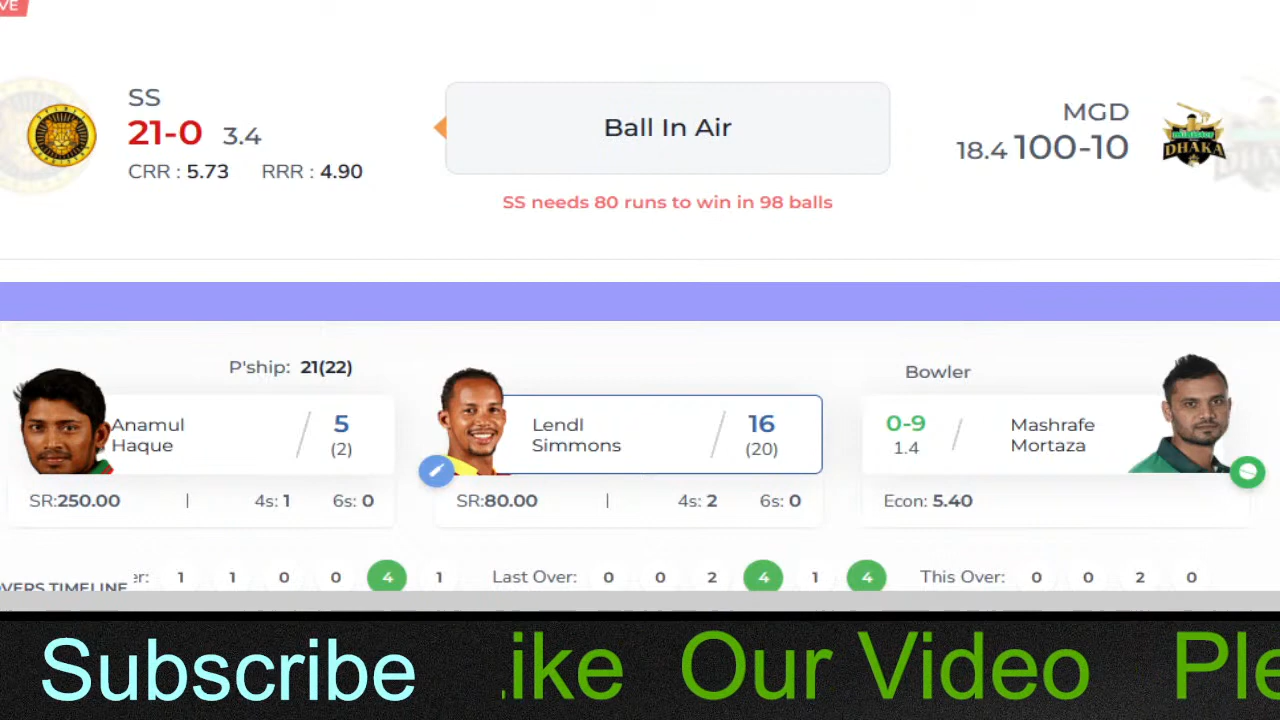 VE
SS
21-0 3.4
CRR : 5.73 RRR : 4.90
Ball In Air
SS needs 80 runs to win in 98 balls
MGD
18.4 100-10
DHAKA
P'ship: 21(22)
Anamul
Haque
5
(2)
SR:250.00 | 4s: 1 6s: 0
Lendl
Simmons
16
(20)
SR:80.00 | 4s: 2 6s: 0
Bowler
0-9
1.4
Mashrafe
Mortaza
Econ: 5.40
er: 1 1 0 0 4 1 Last Over: 0 0 2 4 1 4 This Over: 0 0 2 0
OVERS TIMELINE
Subscribe ike Our Video Ple